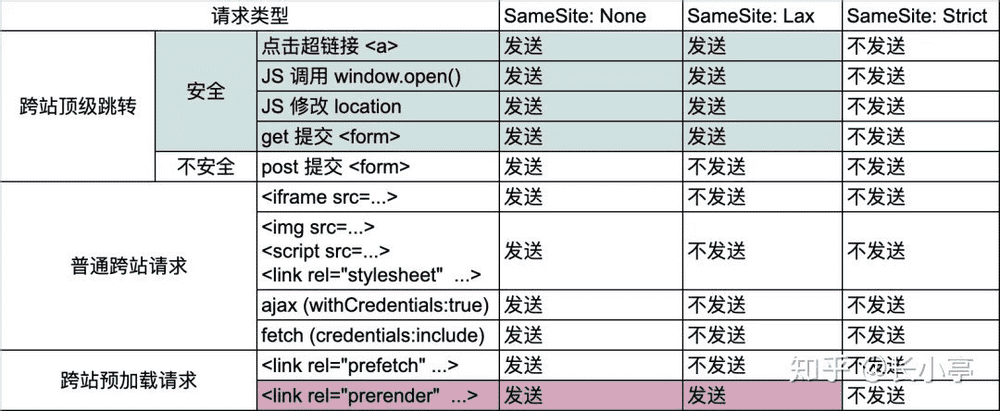 请求类型 SameSite: None SameSite: Lax SameSite: Strict
跨站顶级跳转 安全 点击超链接 <a> 发送 发送 不发送
JS 调用 window.open() 发送 发送 不发送
JS 修改 location 发送 发送 不发送
get 提交 <form> 发送 发送 不发送
不安全 post 提交 <form> 发送 不发送 不发送
普通跨站请求 <iframe src=...> 发送 不发送 不发送
<img src=...>
<script src=...> 发送 不发送 不发送
<link rel="stylesheet" ...>
ajax (withCredentials:true) 发送 不发送 不发送
fetch (credentials:include) 发送 不发送 不发送
跨站预加载请求 <link rel="prefetch" ...> 发送 不发送 不发送
<link rel="prerender" ...> 发送 发送 不发送
知乎 @长小亭